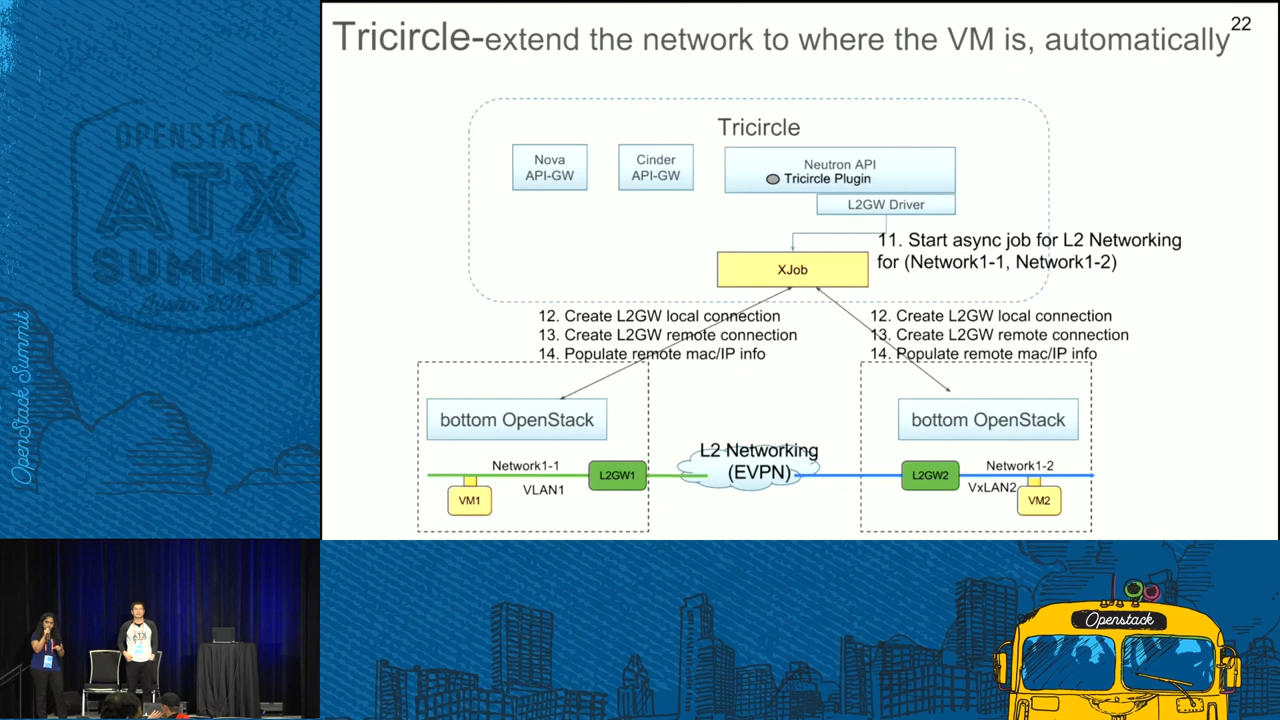 Tricircle-extend the network to where the VM is, automatically
22
OPENSTACK
ATX
SUMMIT
Austin 2016
OpenStack Summit
Tricircle
Nova
API-GW
Cinder
API-GW
Neutron API
Tricircle Plugin
L2GW Driver
11. Start async job for L2 Networking
for (Network1-1, Network1-2)
XJob
12. Create L2GW local connection
13. Create L2GW remote connection
14. Populate remote mac/IP info
12. Create L2GW local connection
13. Create L2GW remote connection
14. Populate remote mac/IP info
bottom OpenStack
bottom OpenStack
L2 Networking
(EVPN)
Network1-1
L2GW1
VLAN1
VM1
L2GW2
Network1-2
VxLAN2
VM2
ATX
Openstack